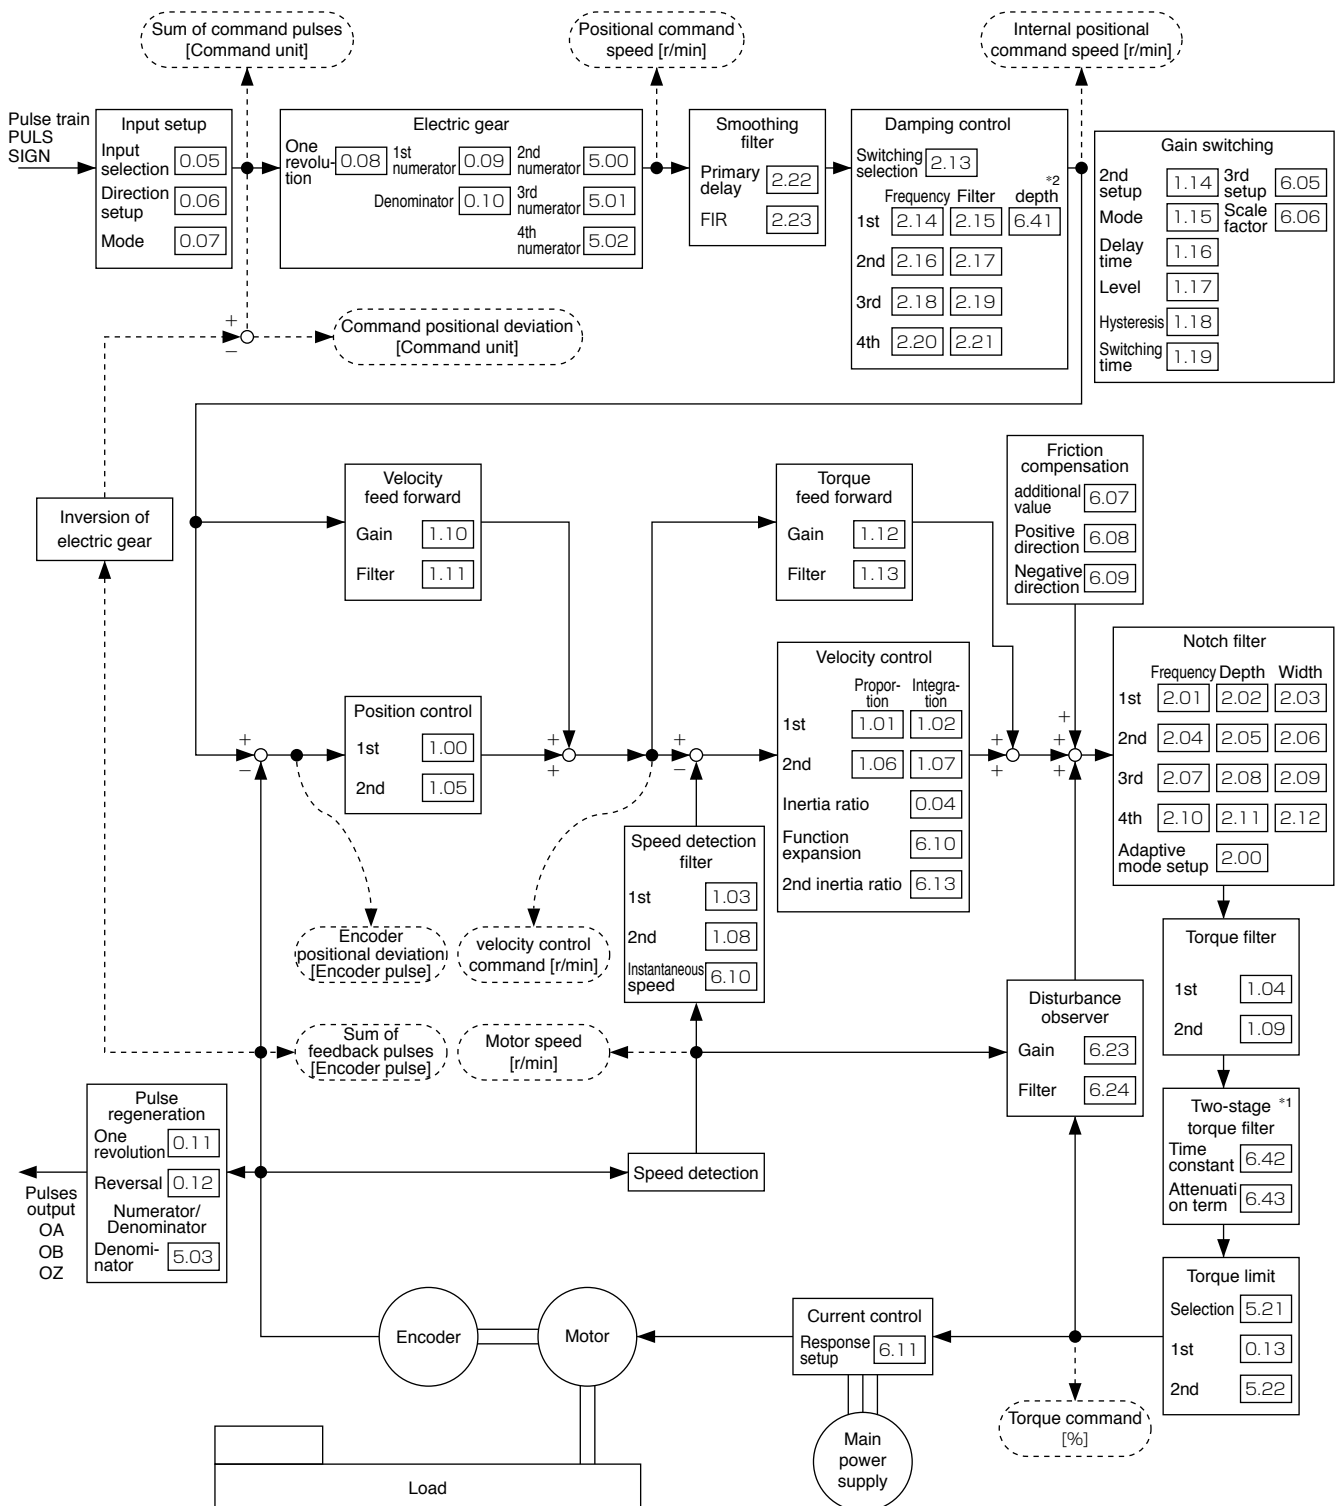 Sum of command pulses
[Command unit]
Positional command
speed [r/min]
Internal positional
command speed [r/min]
Pulse train
PULS
SIGN
Input setup
Input
selection
0.05
Direction
setup
0.06
Mode
0.07
Electric gear
One
revolu-
tion
0.08
1st
numerator
0.09
2nd
numerator
5.00
Denominator
0.10
3rd
numerator
5.01
4th
numerator
5.02
Smoothing
filter
Primary
delay
2.22
FIR
2.23
Damping control
Switching
selection
2.13
*2
Frequency Filter depth
1st 2.14 2.15 6.41
2nd 2.16 2.17
3rd 2.18 2.19
4th 2.20 2.21
Gain switching
2nd
setup
1.14
3rd
setup
6.05
Mode
1.15
Scale
factor
6.06
Delay
time
1.16
Level
1.17
Hysteresis
1.18
Switching
time
1.19
+
−
Command positional deviation
[Command unit]
Inversion of
electric gear
Velocity
feed forward
Gain 1.10
Filter 1.11
Torque
feed forward
Gain 1.12
Filter 1.13
Friction
compensation
additional
value
6.07
Positive
direction
6.08
Negative
direction
6.09
+
−
Position control
1st 1.00
2nd 1.05
+
+
+
−
Velocity control
Propor-
tion
Integra-
tion
1st 1.01 1.02
2nd 1.06 1.07
Inertia ratio 0.04
Function
expansion
6.10
2nd inertia ratio 6.13
+
+
+
+
+
Notch filter
Frequency Depth Width
1st 2.01 2.02 2.03
2nd 2.04 2.05 2.06
3rd 2.07 2.08 2.09
4th 2.10 2.11 2.12
Adaptive
mode setup
2.00
Speed detection
filter
1st 1.03
2nd 1.08
Instantaneous
speed
6.10
Encoder
positional deviation
[Encoder pulse]
velocity control
command [r/min]
Torque filter
1st 1.04
2nd 1.09
Disturbance
observer
Gain 6.23
Filter 6.24
Sum of
feedback pulses
[Encoder pulse]
Motor speed
[r/min]
Two-stage *1
torque filter
Time
constant
6.42
Attenuati
on term
6.43
Pulse
regeneration
One
revolution
0.11
Reversal 0.12
Numerator/
Denominator
Denomi-
nator
5.03
Pulses
output
OA
OB
OZ
Speed detection
Torque limit
Selection 5.21
1st 0.13
2nd 5.22
Encoder
Motor
Current control
Response
setup
6.11
Torque command
[%]
Main
power
supply
Load